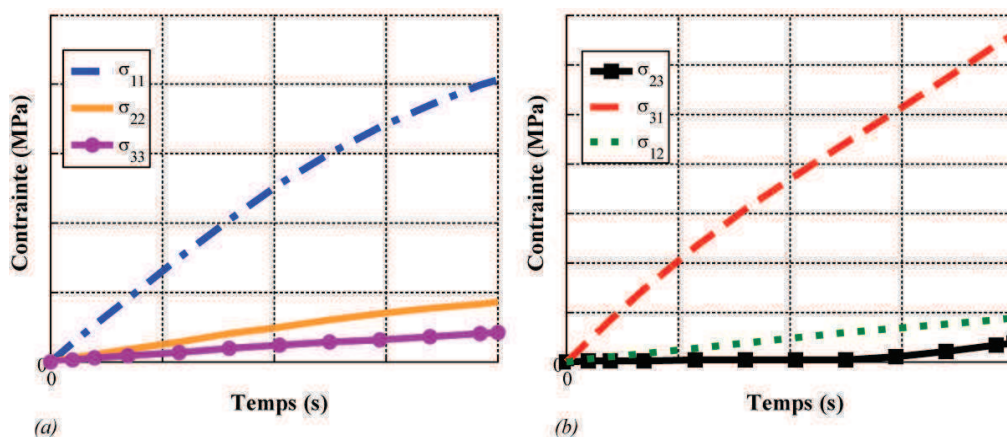 σ11
σ22
σ33
Contrainte (MPa)
0
0
Temps (s)
(a)
σ23
σ31
σ12
Contrainte (MPa)
0
0
Temps (s)
(b)